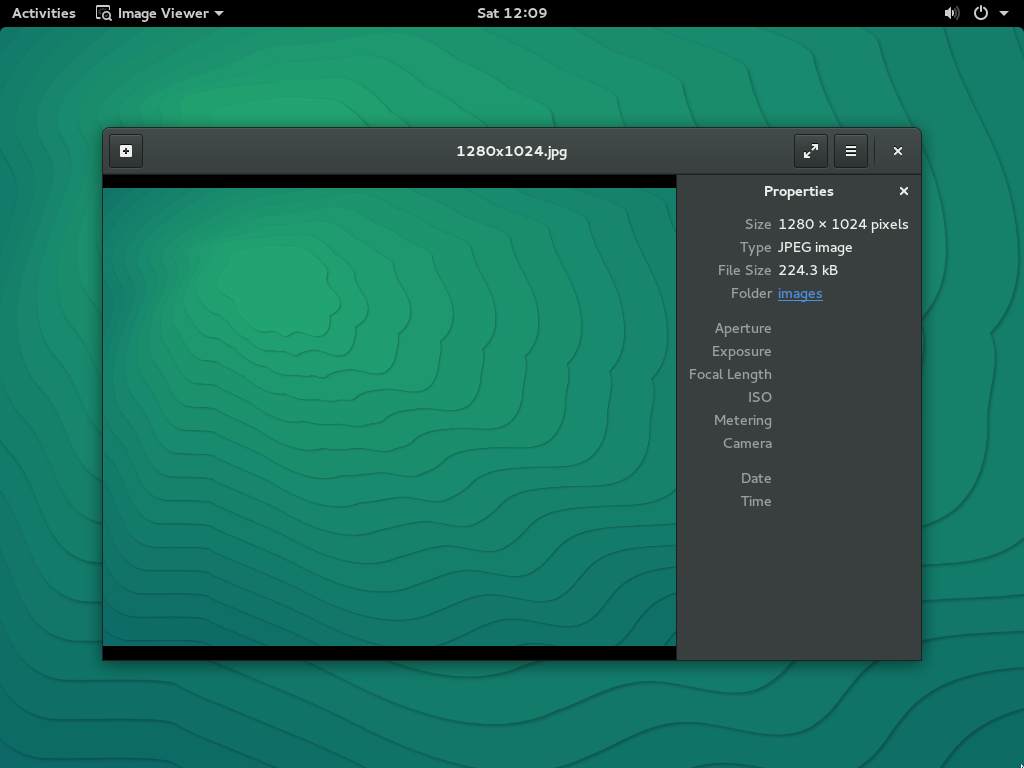 Activities Image Viewer Sat 12:09
1280x1024.jpg
Properties
Size 1280 × 1024 pixels
Type JPEG image
File Size 224.3 kB
Folder images
Aperture
Exposure
Focal Length
ISO
Metering
Camera
Date
Time